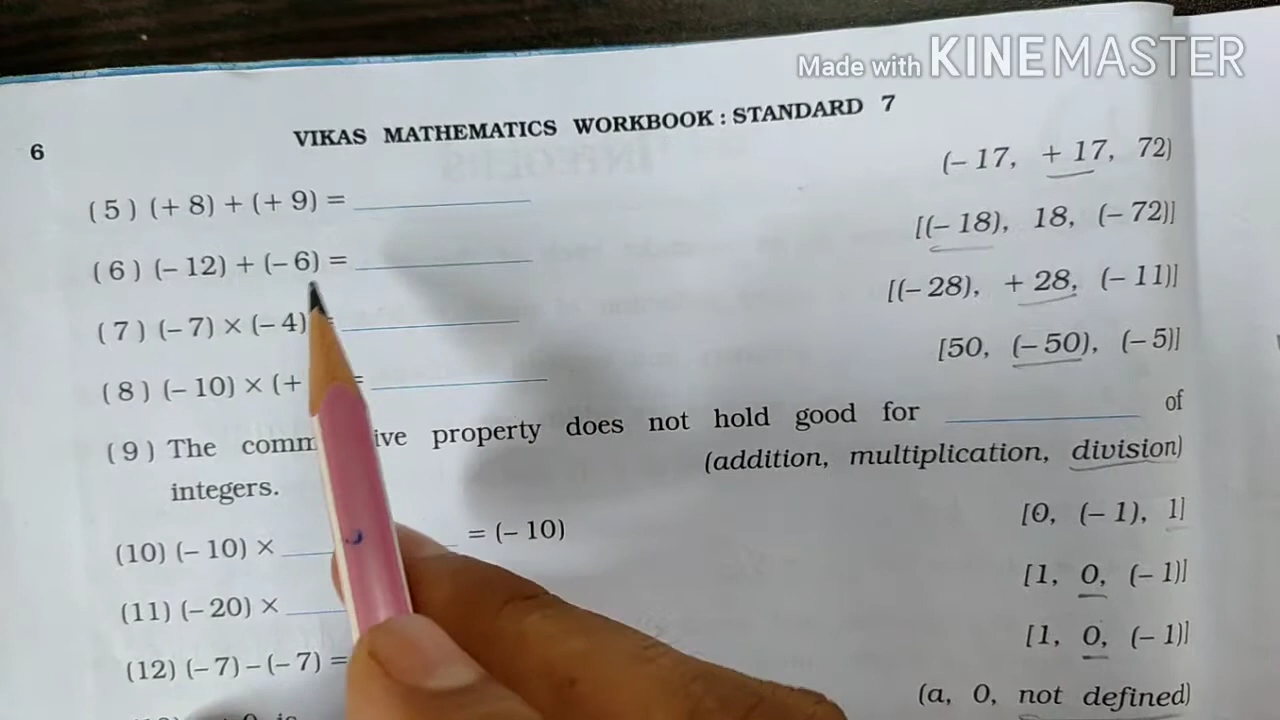 Made with KINEMASTER
6 VIKAS MATHEMATICS WORKBOOK : STANDARD 7
(5) (+ 8) + (+ 9) = (– 17, + 17, 72)
(6) (– 12) + (– 6) = [(– 18), 18, (– 72)]
(7) (– 7) × (– 4) = [(– 28), + 28, (– 11)]
(8) (– 10) × (+ = [50, (– 50), (– 5)]
(9) The property does not hold good for of
integers. (addition, multiplication, division)
(10) (– 10) × = (– 10) [0, (– 1), 1]
(11) (– 20) × [1, 0, (– 1)]
(12) (– 7) – (– 7) = [1, 0, (– 1)]
(a, 0, not defined)